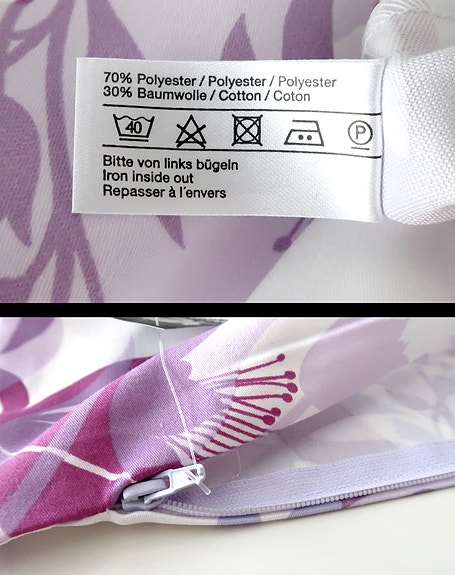 70% Polyester / Polyester / Polyester
30% Baumwolle / Cotton / Coton
40 P
Bitte von links bügeln
Iron inside out
Repasser à l´envers